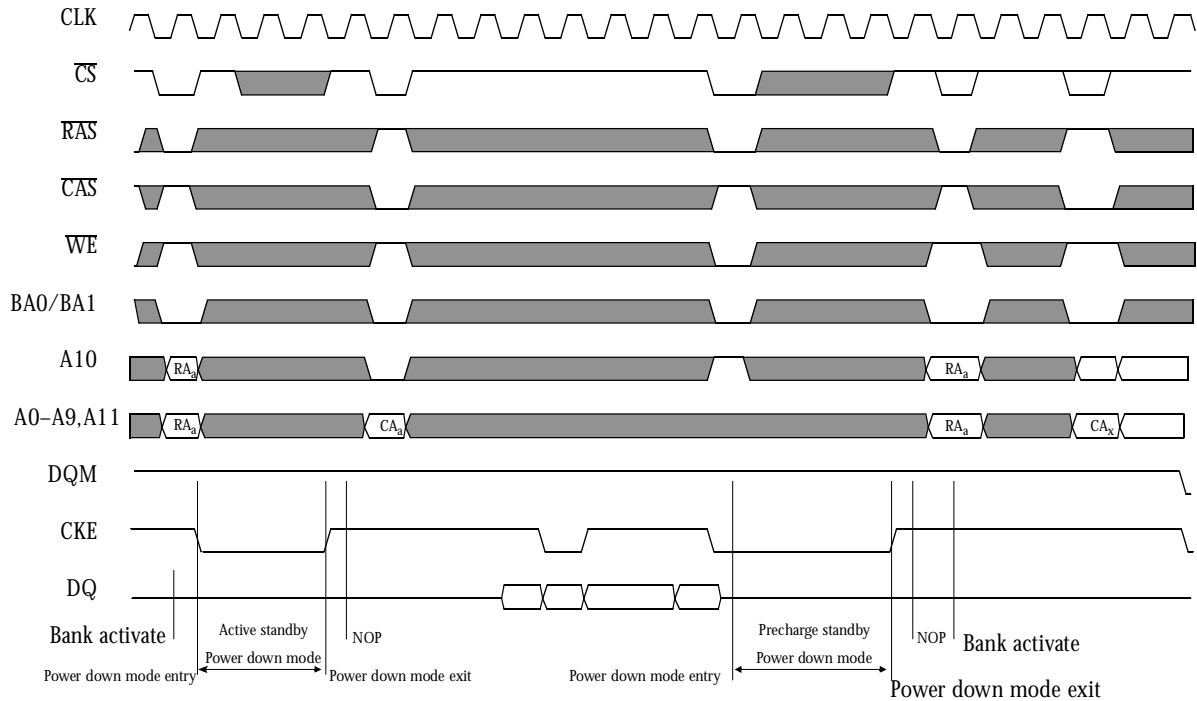 CLK
CS
RAS
CAS
WE
BA0/BA1
A10
RAₐ
RAₐ
A0–A9,A11
RAₐ
CAₐ
RAₐ
CAₓ
DQM
CKE
DQ
Bank activate
Active standby
NOP
Precharge standby
NOP
Bank activate
Power down mode entry
Power down mode
Power down mode exit
Power down mode entry
Power down mode
Power down mode exit